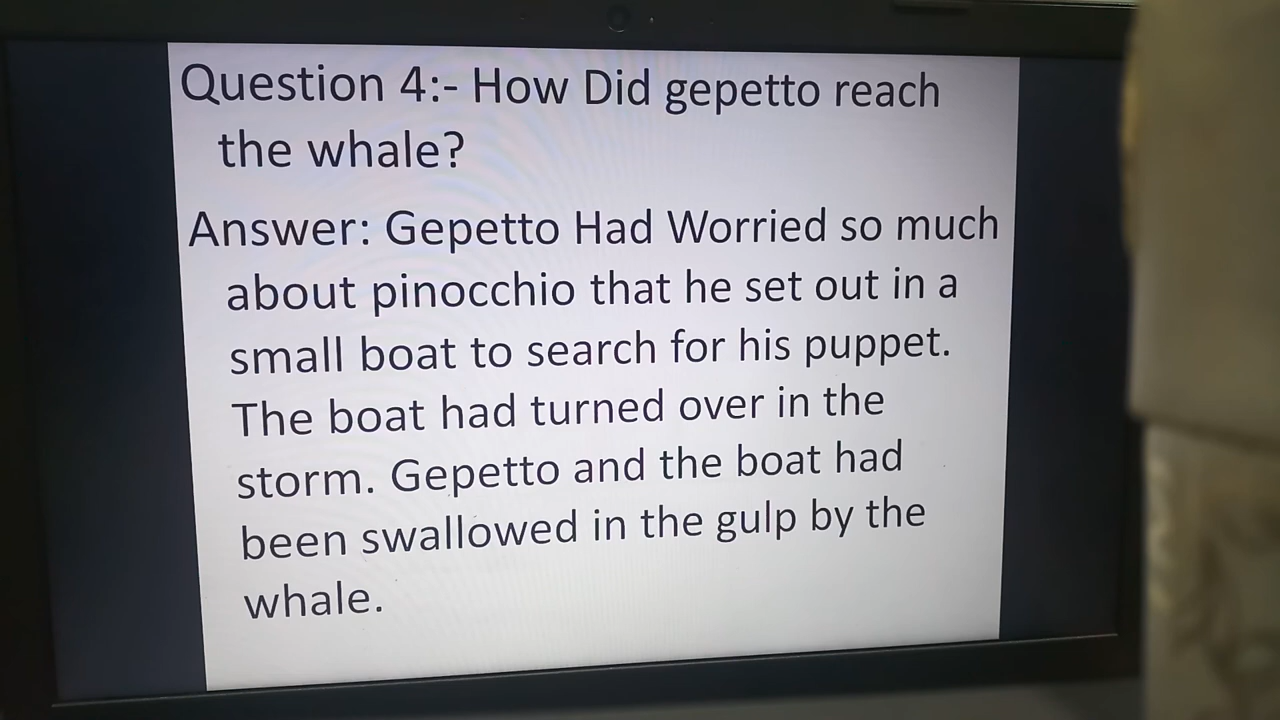 Question 4:- How Did gepetto reach
the whale?
Answer: Gepetto Had Worried so much
about pinocchio that he set out in a
small boat to search for his puppet.
The boat had turned over in the
storm. Gepetto and the boat had
been swallowed in the gulp by the
whale.